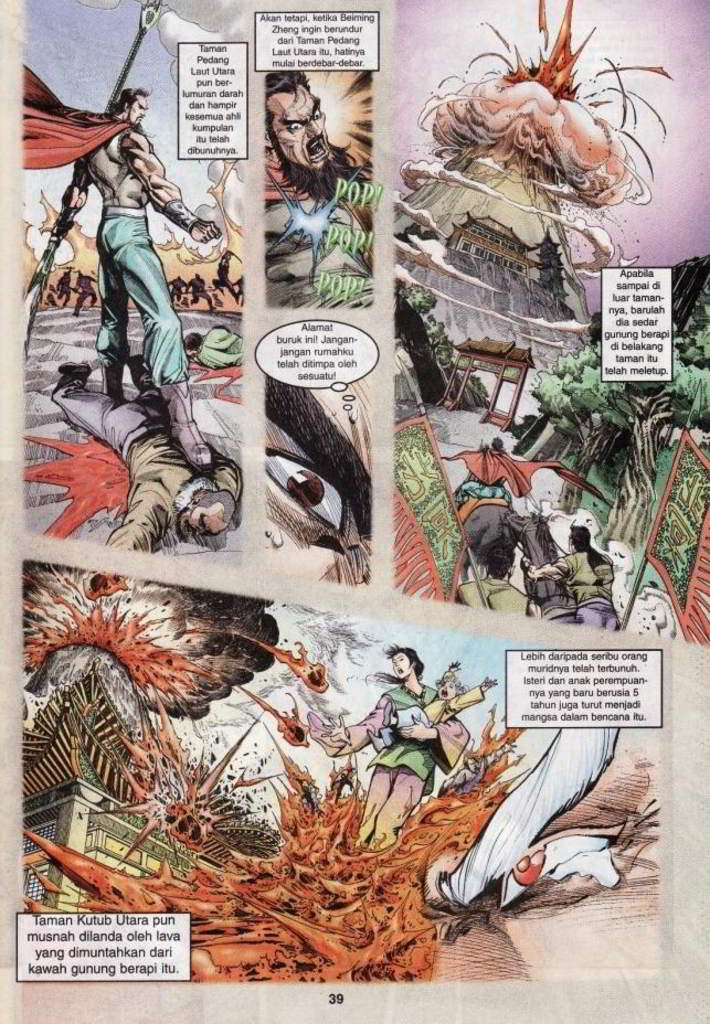 Taman
Pedang
Laut Utara
pun ber-
lumuran darah
dan hampir
kesemua ahli
kumpulan
itu telah
dibunuhnya.
Akan tetapi, ketika Beiming
Zheng ingin berundur
dari Taman Pedang
Laut Utara itu, hatinya
mulai berdebar-debar.
POP!
POP!
POP!
Alamat
buruk ini! Jangan-
jangan rumahku
telah ditimpa oleh
sesuatu!
Apabila
sampai di
luar taman-
nya, barulah
dia sedar
gunung berapi
di belakang
taman itu
telah meletup.
Lebih daripada seribu orang
muridnya telah terbunuh.
Isteri dan anak perempuan-
nya yang baru berusia 5
tahun juga turut menjadi
mangsa dalam bencana itu.
Taman Kutub Utara pun
musnah dilanda oleh lava
yang dimuntahkan dari
kawah gunung berapi itu.
39